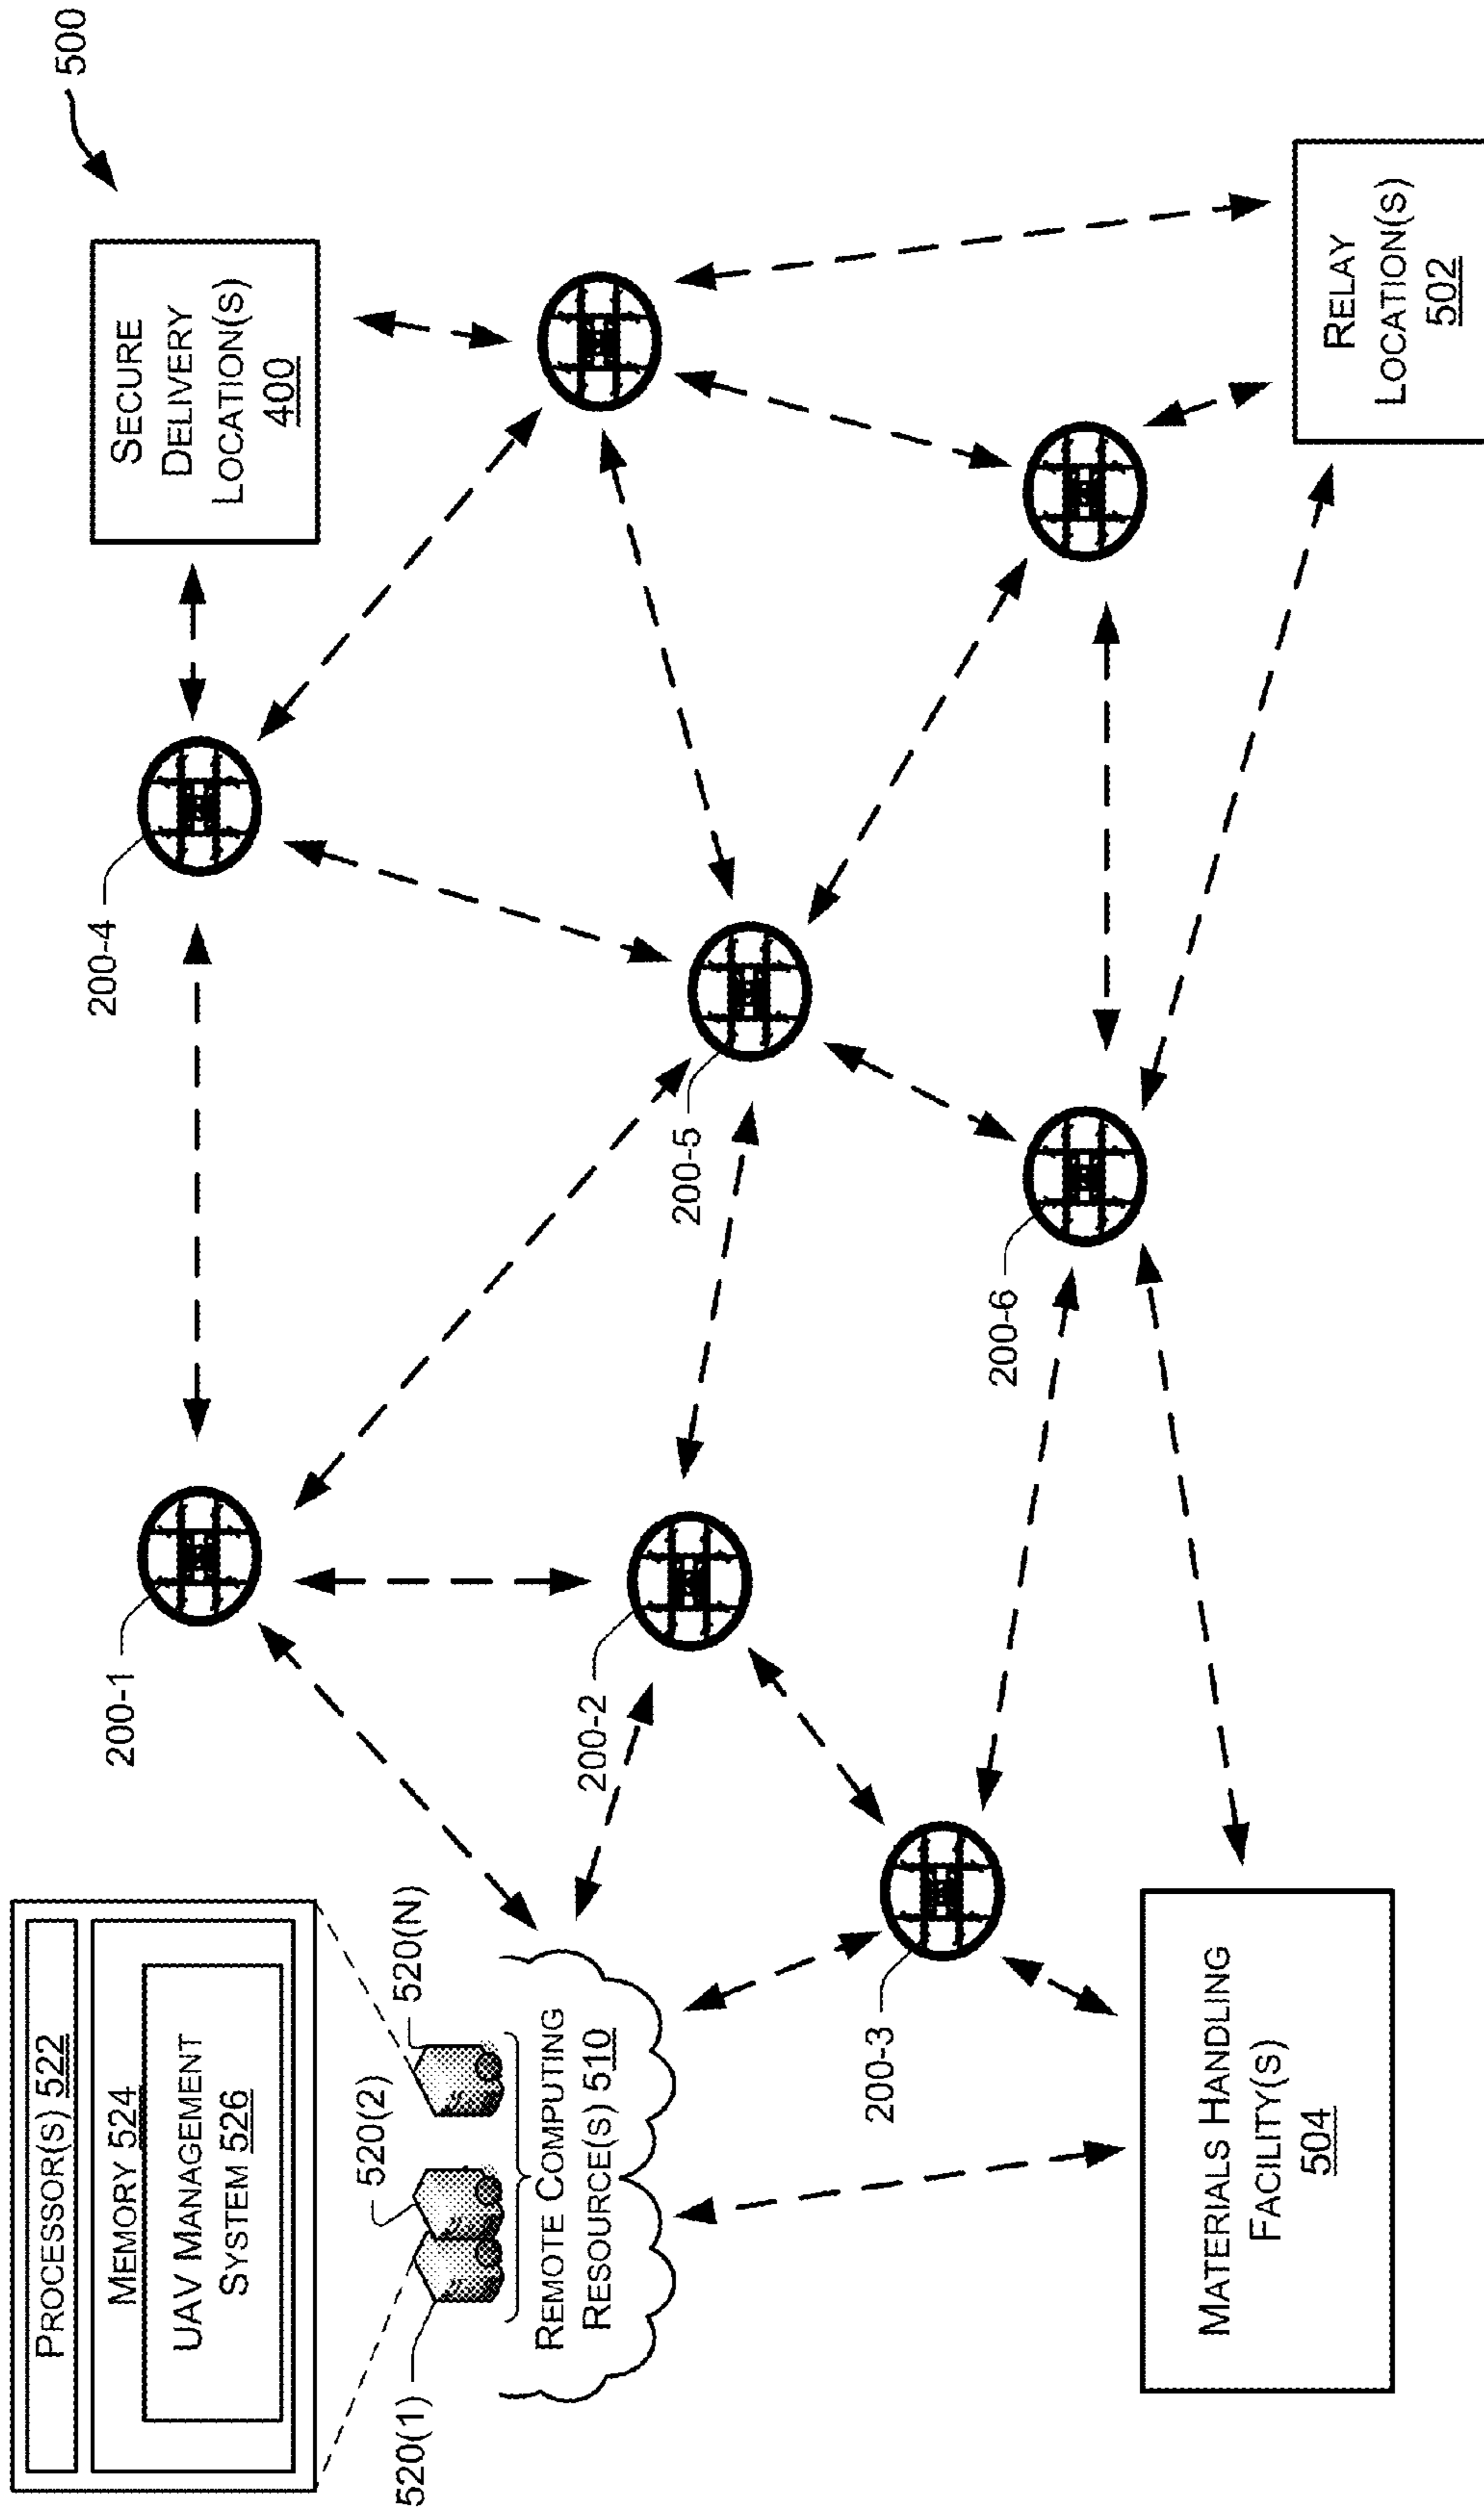 500
PROCESSOR(S) 522
MEMORY 524
UAV MANAGEMENT
SYSTEM 526
520(1)
520(2)
520(N)
REMOTE COMPUTING
RESOURCE(S) 510
200-1
200-2
200-3
200-4
200-5
200-6
SECURE
DELIVERY
LOCATION(S)
400
MATERIALS HANDLING
FACILITY(S)
504
RELAY
LOCATION(S)
502